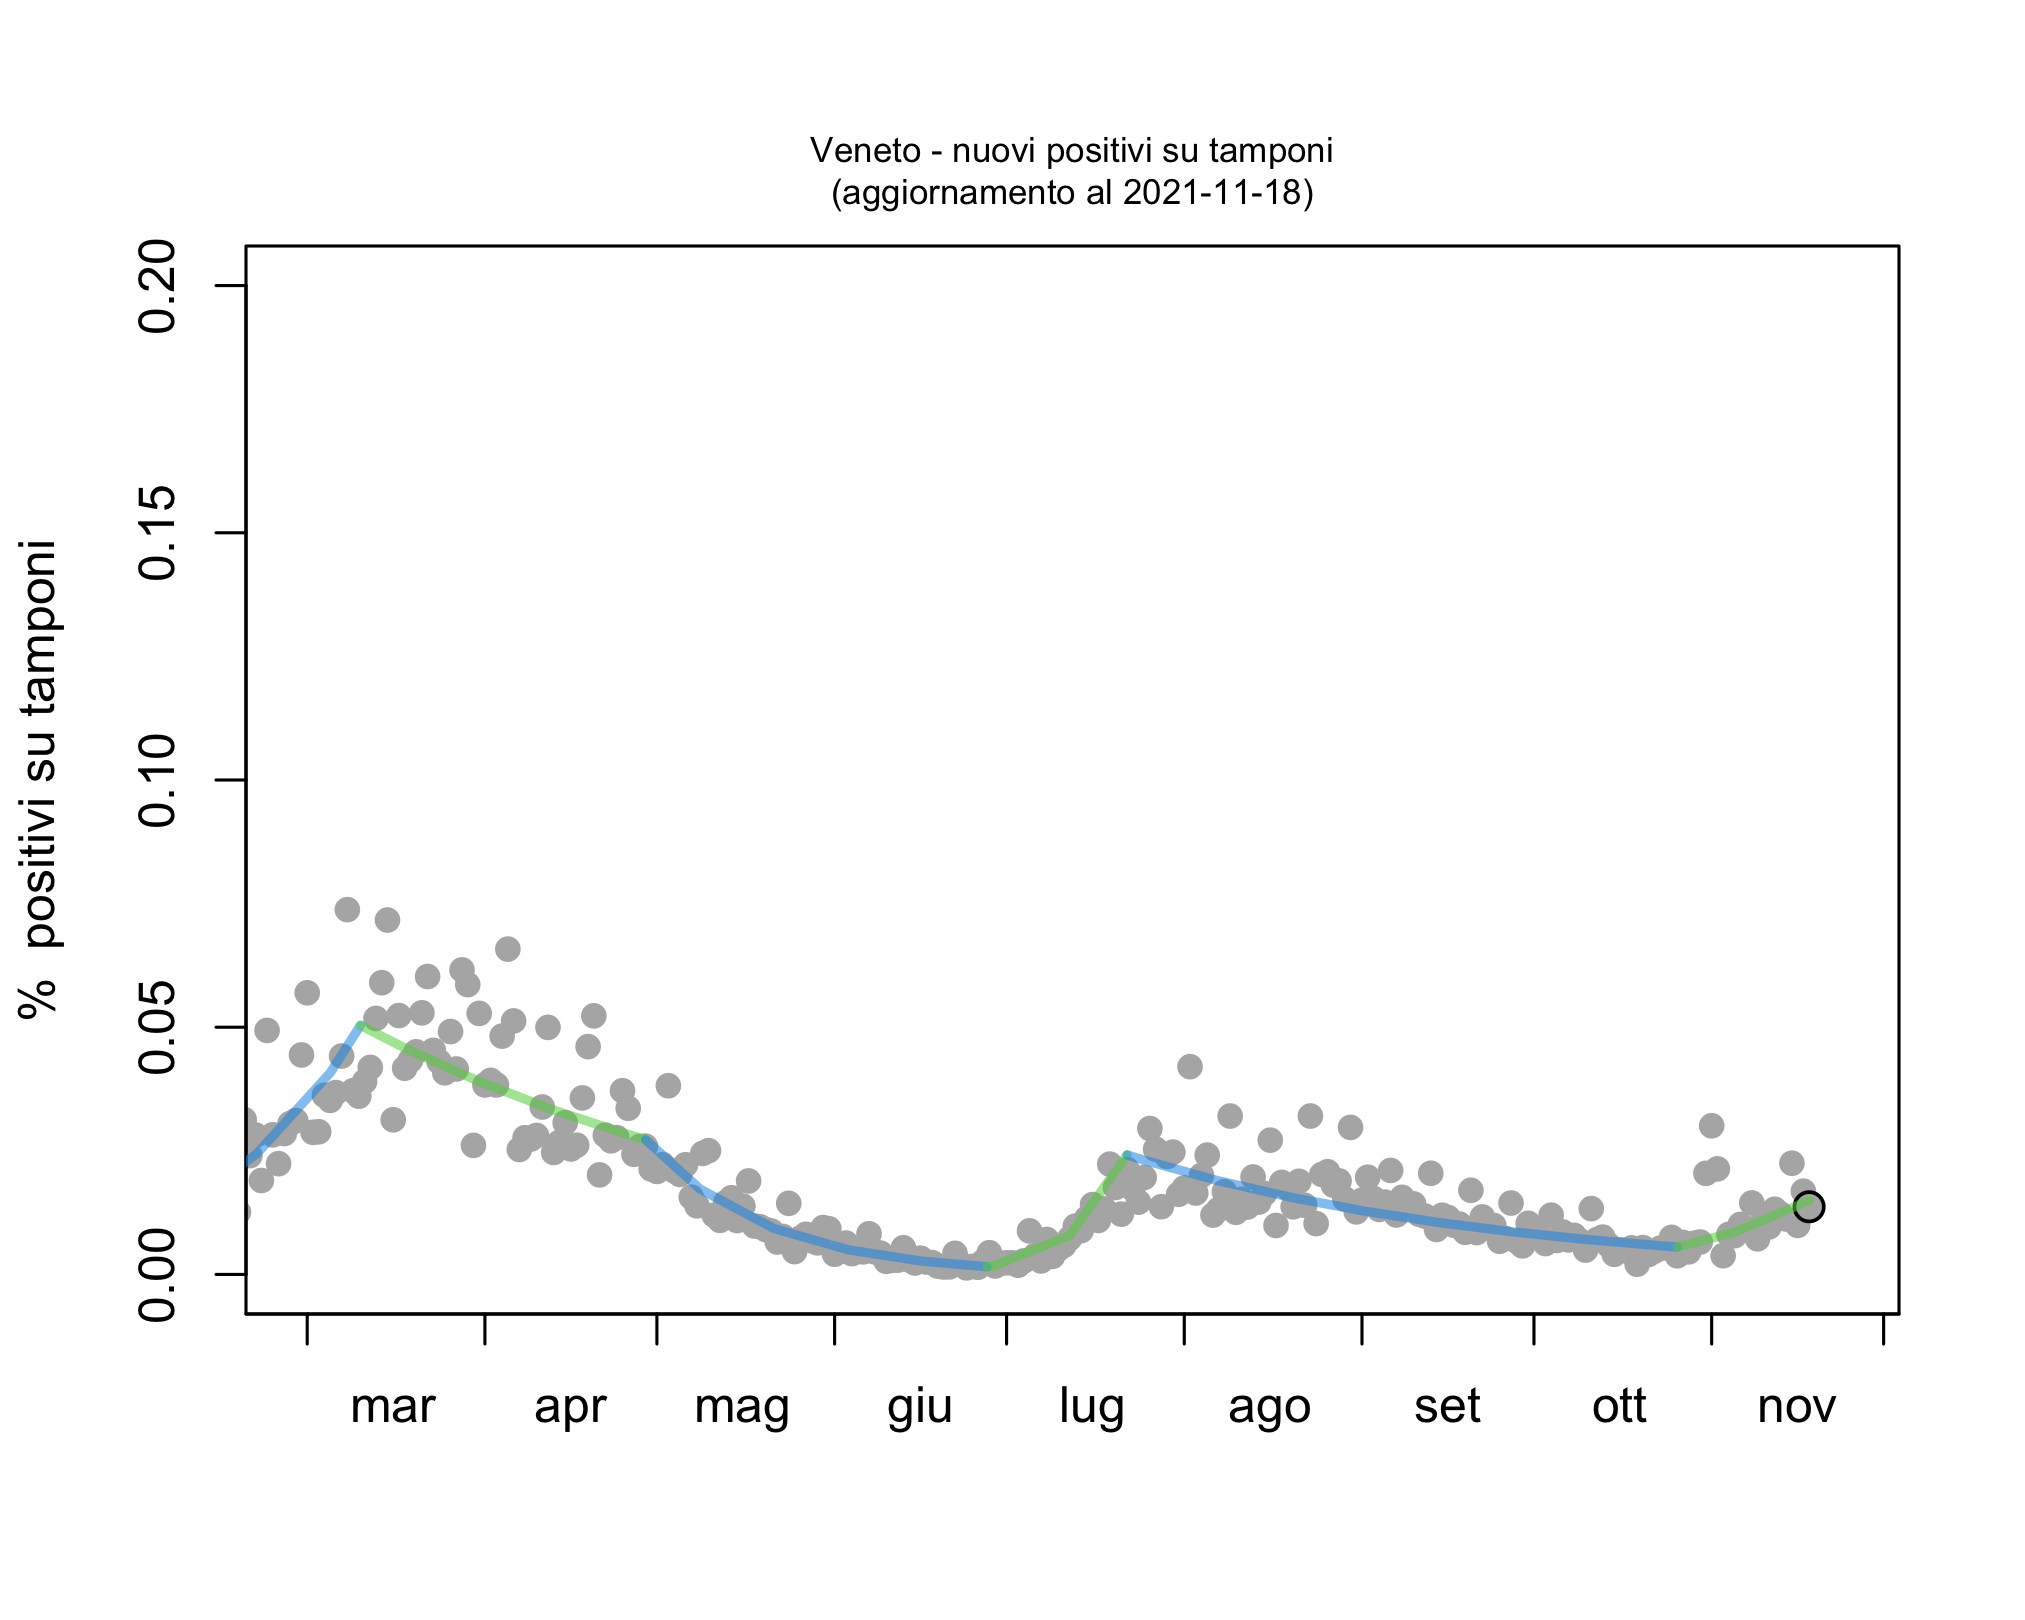 Veneto - nuovi positivi su tamponi
(aggiornamento al 2021-11-18)
% positivi su tamponi
0.20
0.15
0.10
0.05
0.00
mar apr mag giu lug ago set ott nov